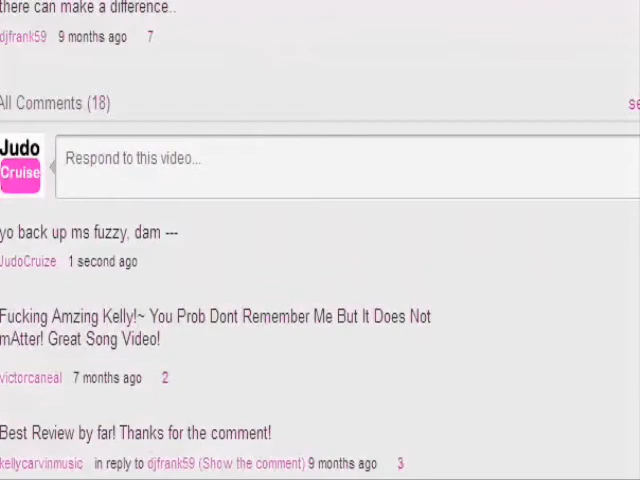 there can make a difference..
djfrank59 9 months ago 7
All Comments (18)
Judo
Cruise
Respond to this video...
yo back up ms fuzzy, dam ---
JudoCruize 1 second ago
Fucking Amzing Kelly!~ You Prob Dont Remember Me But It Does Not
mAtter! Great Song Video!
victorcaneal 7 months ago 2
Best Review by far! Thanks for the comment!
kellycarvinmusic in reply to djfrank59 (Show the comment) 9 months ago 3